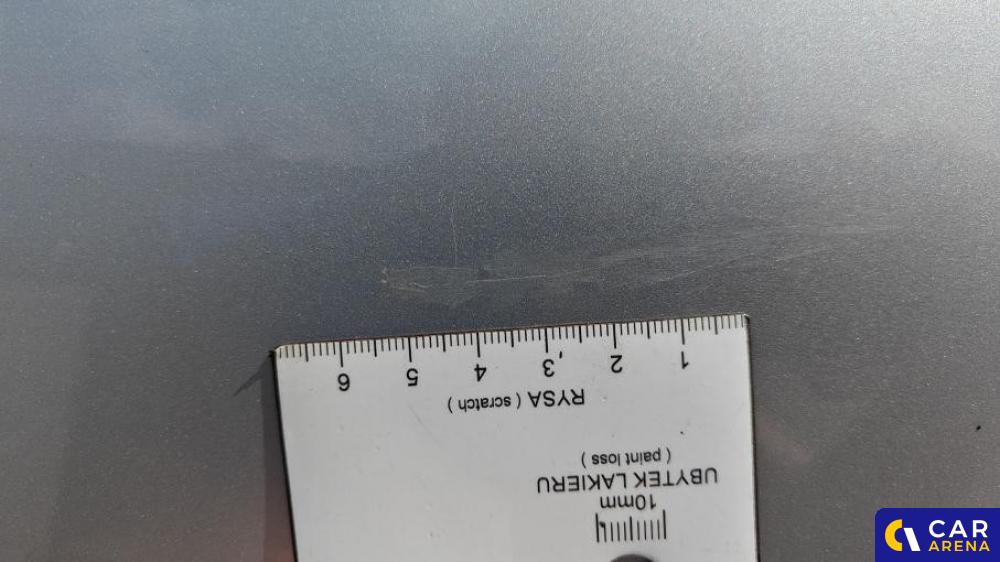 6 5 4 3 2 1
RYSA ( scratch )
( paint loss )
UBYTEK LAKIERU
10mm
CAR
ARENA